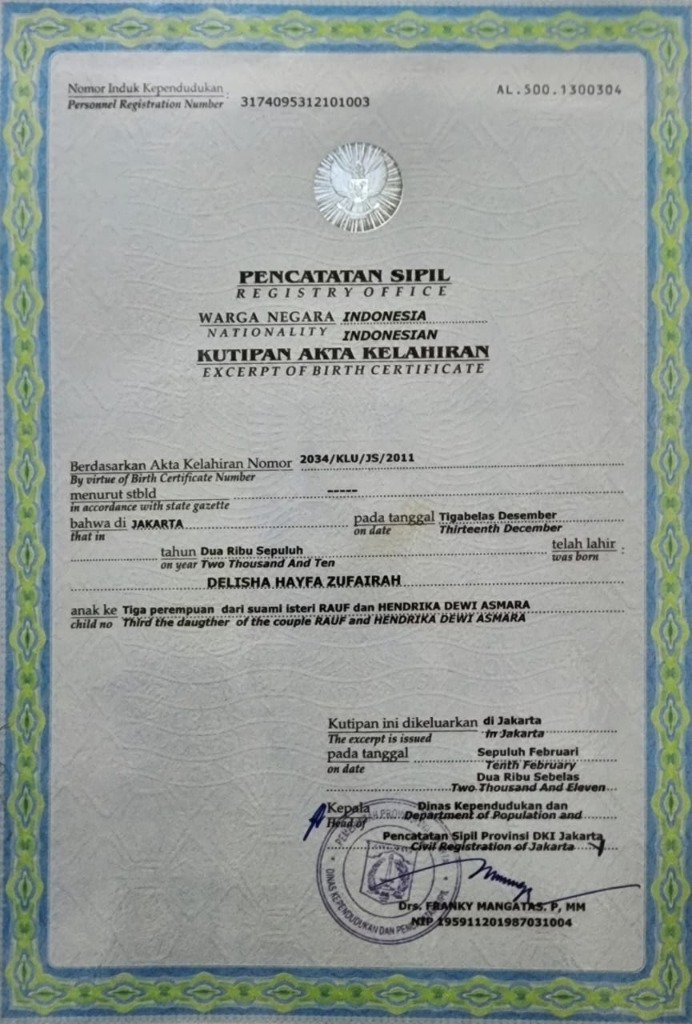 Nomor Induk Kependudukan : 3174095312101003
Personnel Registration Number
AL.500.1300304
PENCATATAN SIPIL
REGISTRY OFFICE
WARGA NEGARA INDONESIA
NATIONALITY INDONESIAN
KUTIPAN AKTA KELAHIRAN
EXCERPT OF BIRTH CERTIFICATE
Berdasarkan Akta Kelahiran Nomor 2034/KLU/JS/2011
By virtue of Birth Certificate Number
menurut stbld -----
in accordance with state gazette
bahwa di JAKARTA pada tanggal Tigabelas Desember
that in on date Thirteenth December
tahun Dua Ribu Sepuluh telah lahir :
on year Two Thousand And Ten was born
DELISHA HAYFA ZUFAIRAH
anak ke Tiga perempuan dari suami isteri RAUF dan HENDRIKA DEWI ASMARA
child no Third the daugther of the couple RAUF and HENDRIKA DEWI ASMARA
Kutipan ini dikeluarkan di Jakarta
The excerpt is issued in Jakarta
pada tanggal Sepuluh Februari
on date Tenth February
Dua Ribu Sebelas
Two Thousand And Eleven
Kepala Dinas Kependudukan dan
Head of Department of Population and
Pencatatan Sipil Provinsi DKI Jakarta
Civil Registration of Jakarta
DINAS KEPENDUDUKAN DAN
Drs. FRANKY MANGATAS. P, MM
NIP 195911201987031004